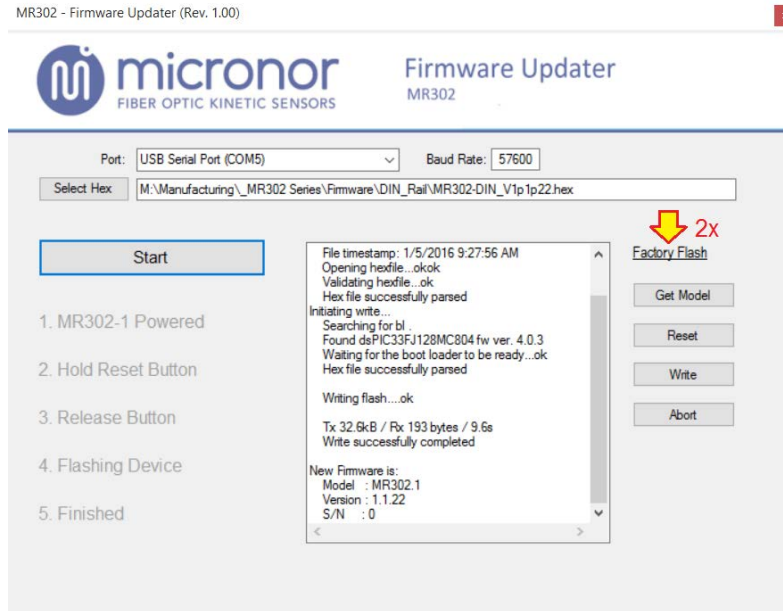 MR302 - Firmware Updater (Rev. 1.00)
micronor
FIBER OPTIC KINETIC SENSORS
Firmware Updater
MR302
Port: USB Serial Port (COM5) Baud Rate: 57600
Select Hex M:\Manufacturing\_MR302 Series\Firmware\DIN_Rail\MR302-DIN_V1p1p22.hex
2x
Factory Flash
Start
1. MR302-1 Powered
2. Hold Reset Button
3. Release Button
4. Flashing Device
5. Finished
File timestamp: 1/5/2016 9:27:56 AM
Opening hexfile...okok
Validating hexfile...ok
Hex file successfully parsed
Initiating write...
Searching for bl .
Found dsPIC33FJ128MC804 fw ver. 4.0.3
Waiting for the boot loader to be ready...ok
Hex file successfully parsed
Writing flash....ok
Tx 32.6kB / Rx 193 bytes / 9.6s
Write successfully completed
New Firmware is:
Model : MR302.1
Version : 1.1.22
S/N : 0
Get Model
Reset
Write
Abort